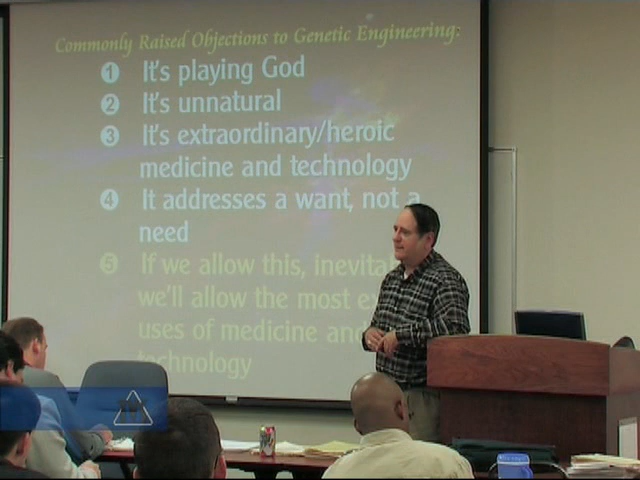 Commonly Raised Objections to Genetic Engineering:
1 It's playing God
2 It's unnatural
3 It's extraordinary/heroic
medicine and technology
4 It addresses a want, not a
need
5 If we allow this,
we'll allow the most
uses of medicine and
technology